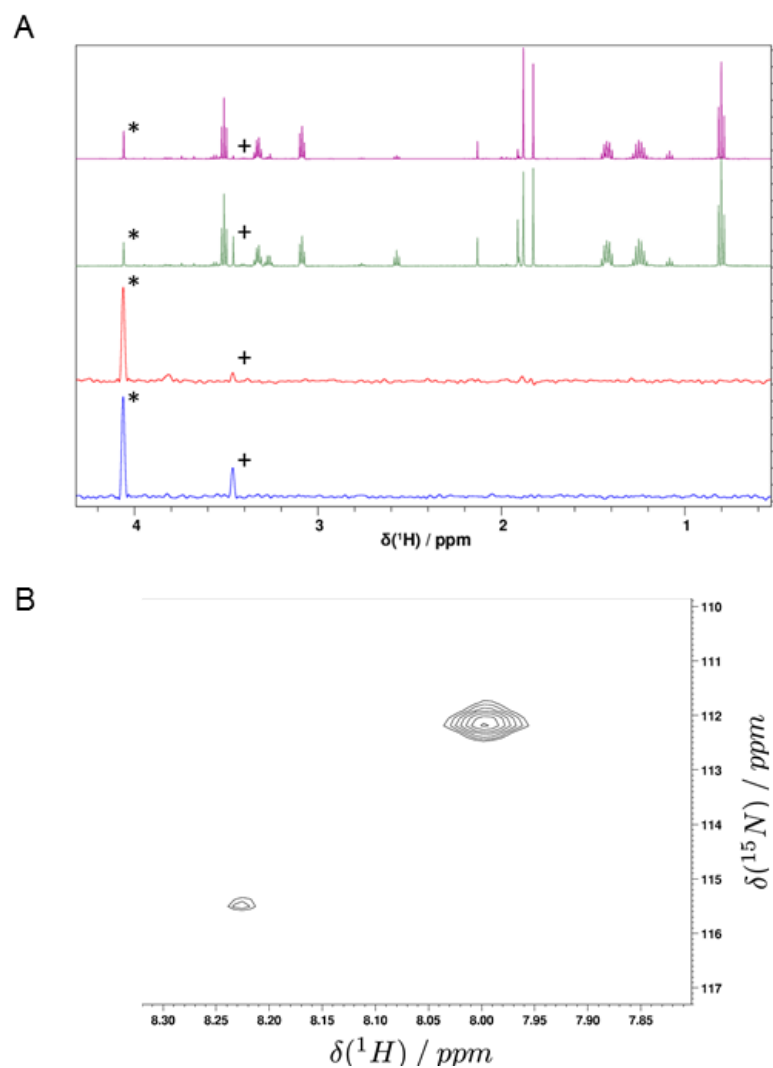 A
* +
* +
* +
* +
4 3 2 1
δ(¹H) / ppm
B
110
111
112
113
114
115
116
117
δ(¹⁵N) / ppm
8.30 8.25 8.20 8.15 8.10 8.05 8.00 7.95 7.90 7.85
δ(¹H) / ppm